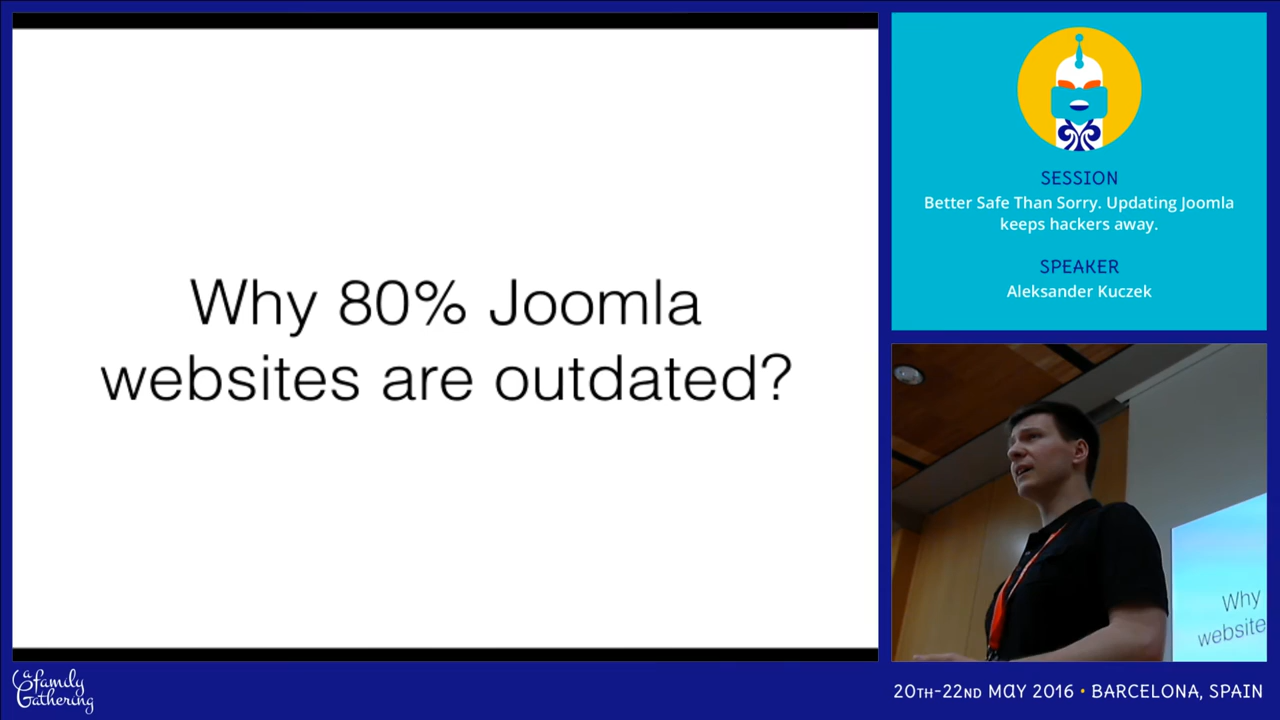 Why 80% Joomla
websites are outdated?
SESSION
Better Safe Than Sorry. Updating Joomla
keeps hackers away.
SPEAKER
Aleksander Kuczek
Why
website
a family
Gathering
20TH-22ND MAY 2016 • BARCELONA, SPAIN